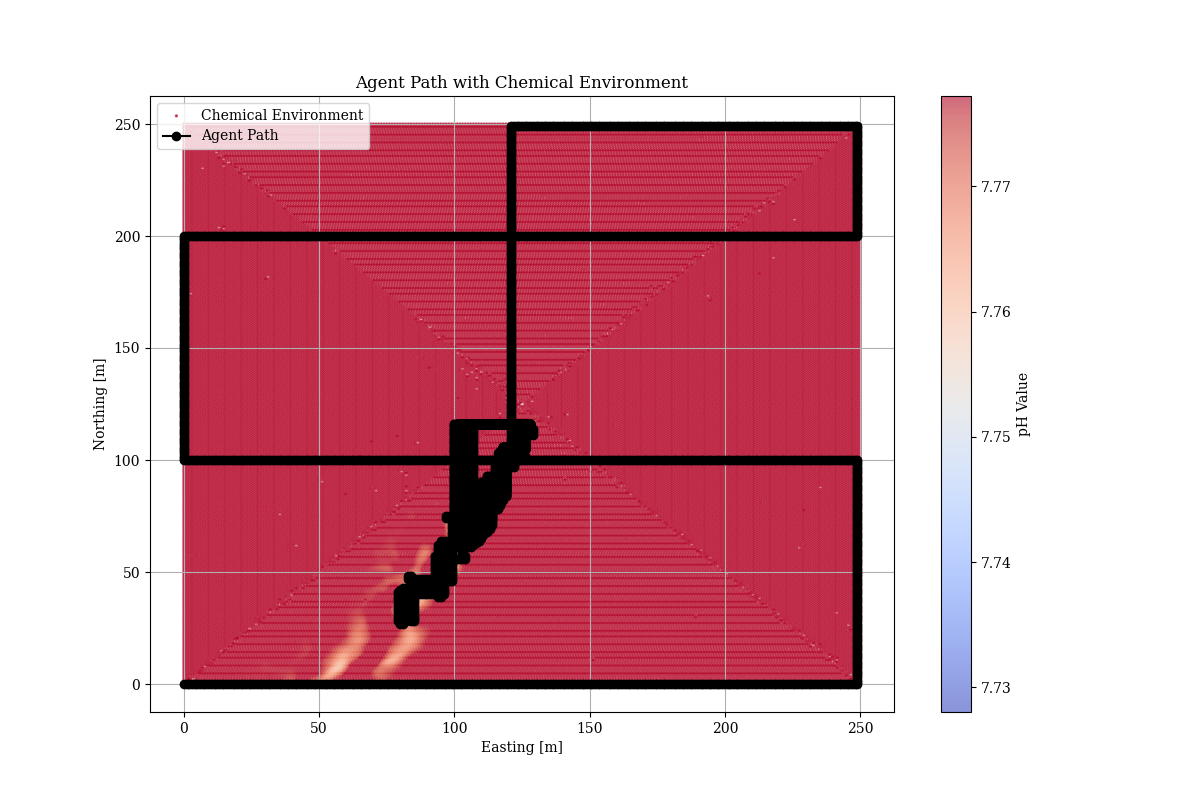 Agent Path with Chemical Environment
Chemical Environment
Agent Path
250
200
150
100
50
0
Northing [m]
0 50 100 150 200 250
Easting [m]
7.77
7.76
7.75
7.74
7.73
pH Value